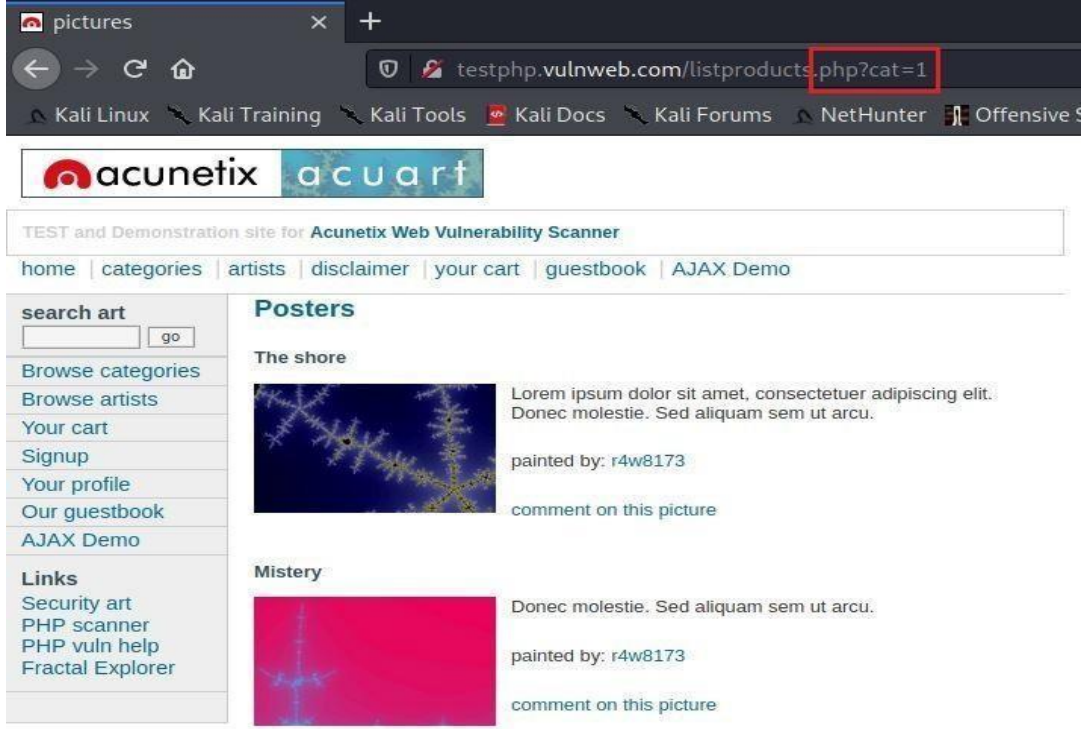 pictures
testphp.vulnweb.com/listproducts.php?cat=1
Kali Linux Kali Training Kali Tools Kali Docs Kali Forums NetHunter Offensive S
acunetix acuart
TEST and Demonstration site for Acunetix Web Vulnerability Scanner
home | categories | artists | disclaimer | your cart | guestbook | AJAX Demo
search art
go
Browse categories
Browse artists
Your cart
Signup
Your profile
Our guestbook
AJAX Demo
Links
Security art
PHP scanner
PHP vuln help
Fractal Explorer
Posters
The shore
Lorem ipsum dolor sit amet, consectetuer adipiscing elit.
Donec molestie. Sed aliquam sem ut arcu.
painted by: r4w8173
comment on this picture
Mistery
Donec molestie. Sed aliquam sem ut arcu.
painted by: r4w8173
comment on this picture